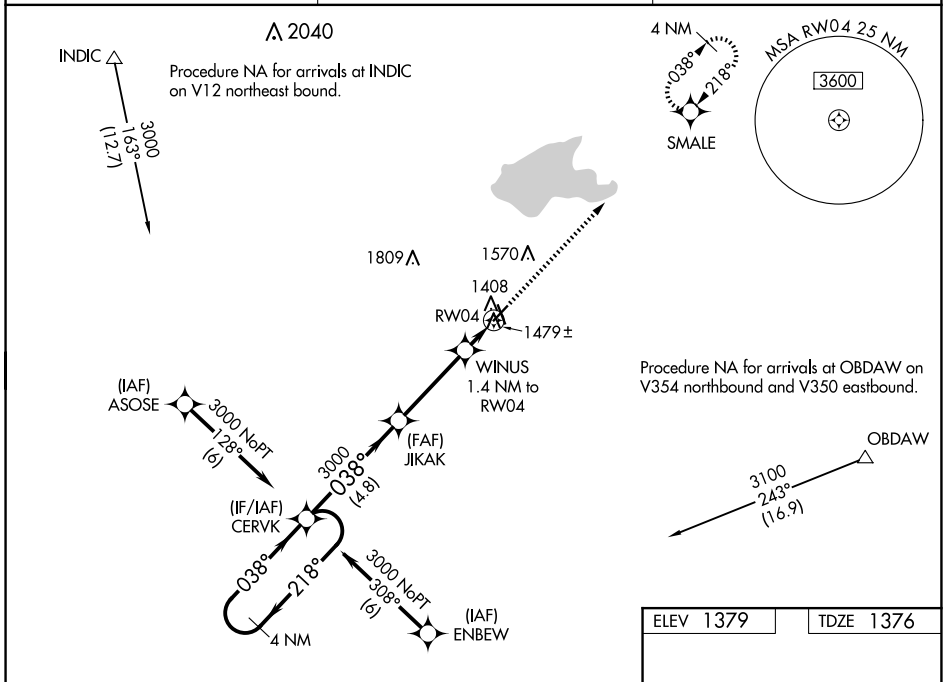 2040
INDIC
Procedure NA for arrivals at INDIC
on V12 northeast bound.
3000
163°
(12.7)
4 NM
038°
218°
SMALE
MSA RW04 25 NM
3600
1809
1570
1408
RW04
1479±
WINUS
1.4 NM to
RW04
Procedure NA for arrivals at OBDAW on
V354 northbound and V350 eastbound.
OBDAW
3100
243°
(16.9)
(IAF)
ASOSE
3000 NoPT
128°
(6)
(FAF)
JIKAK
3000
038°
(4.8)
(IF/IAF)
CERVK
038°
218°
4 NM
3000 NoPT
308°
(6)
(IAF)
ENBEW
ELEV 1379
TDZE 1376